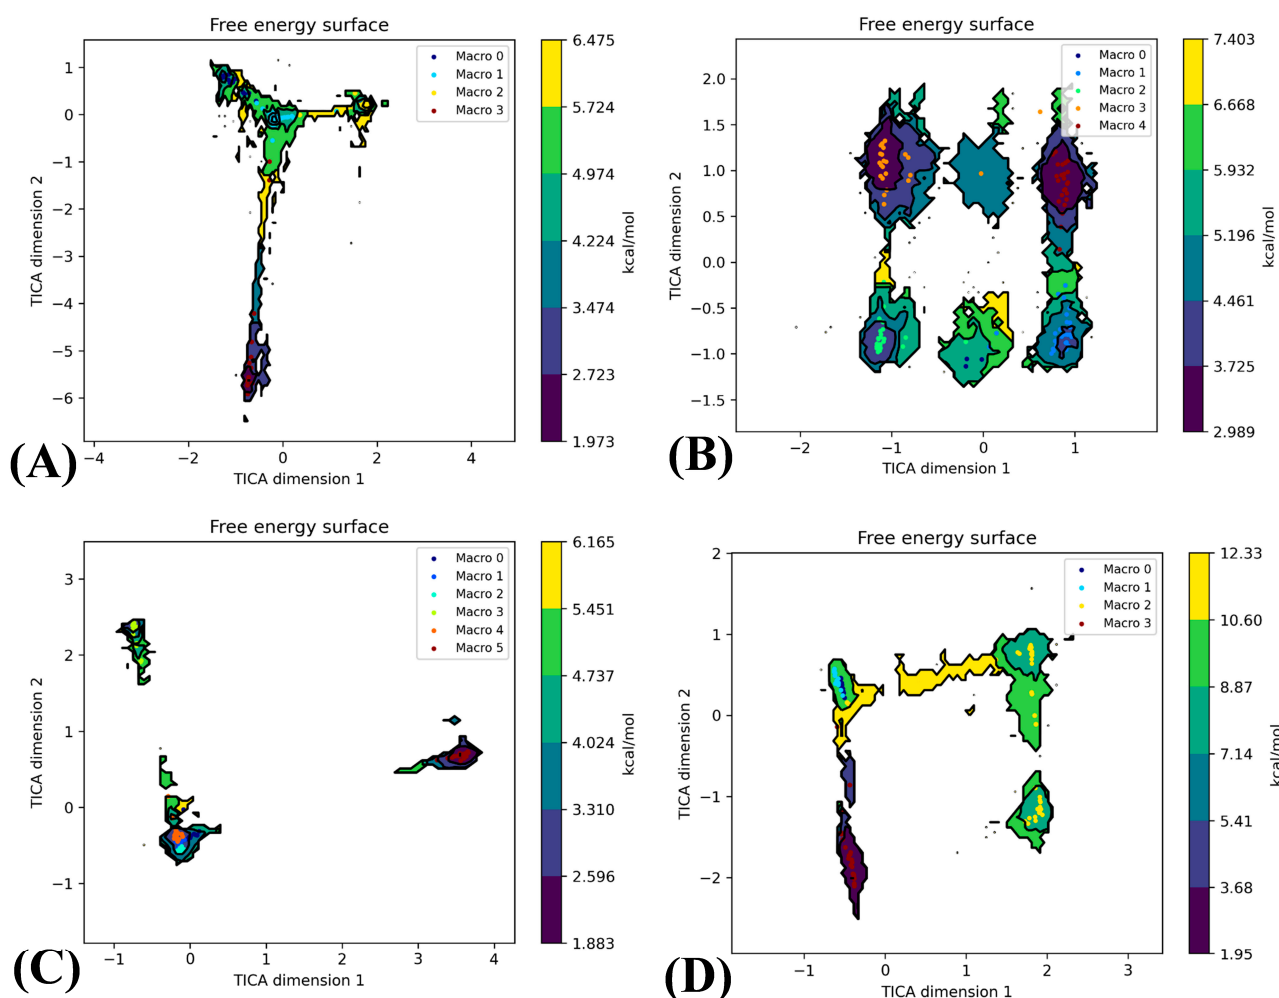 Free energy surface
Macro 0
Macro 1
Macro 2
Macro 3
1
0
−1
−2
−3
−4
−5
−6
TICA dimension 2
−4
−2
0
2
4
TICA dimension 1
6.475
5.724
4.974
4.224
3.474
2.723
1.973
kcal/mol
(A)
Free energy surface
Macro 0
Macro 1
Macro 2
Macro 3
Macro 4
2.0
1.5
1.0
0.5
0.0
−0.5
−1.0
−1.5
TICA dimension 2
−2
−1
0
1
TICA dimension 1
7.403
6.668
5.932
5.196
4.461
3.725
2.989
kcal/mol
(B)
Free energy surface
Macro 0
Macro 1
Macro 2
Macro 3
Macro 4
Macro 5
3
2
1
0
−1
TICA dimension 2
−1
0
1
2
3
4
TICA dimension 1
6.165
5.451
4.737
4.024
3.310
2.596
1.883
kcal/mol
(C)
Free energy surface
Macro 0
Macro 1
Macro 2
Macro 3
2
1
0
−1
−2
TICA dimension 2
−1
0
1
2
3
TICA dimension 1
12.33
10.60
8.87
7.14
5.41
3.68
1.95
kcal/mol
(D)